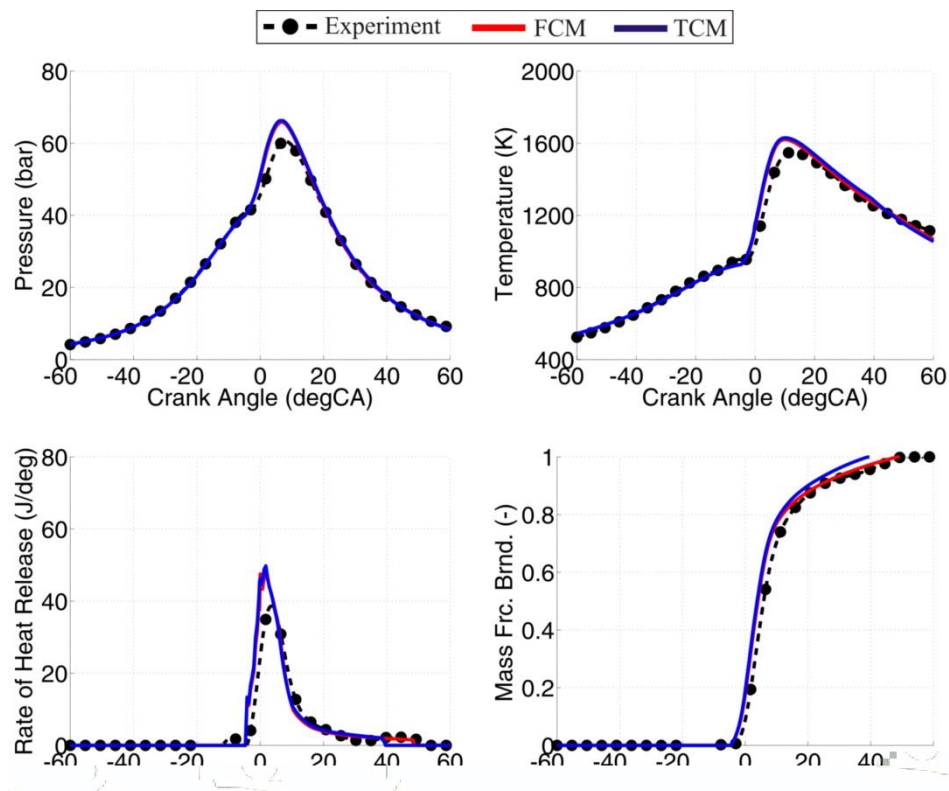 Experiment FCM TCM
80
60
40
20
0
-60 -40 -20 0 20 40 60
Pressure (bar)
Crank Angle (degCA)
2000
1600
1200
800
400
-60 -40 -20 0 20 40 60
Temperature (K)
Crank Angle (degCA)
80
60
40
20
0
-60 -40 -20 0 20 40 60
Rate of Heat Release (J/deg)
1
0.8
0.6
0.4
0.2
0
-60 -40 -20 0 20 40 60
Mass Frc. Brnd. (-)